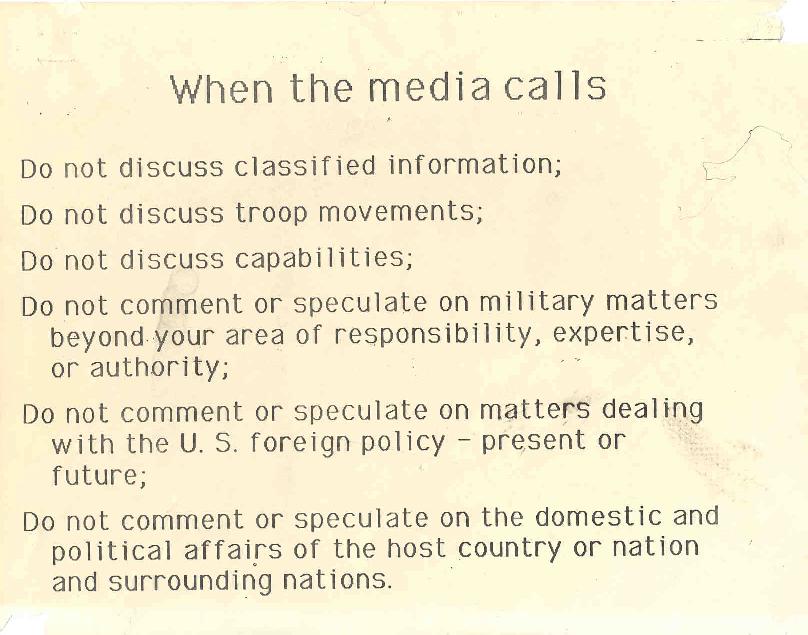 When the media calls
Do not discuss classified information;
Do not discuss troop movements;
Do not discuss capabilities;
Do not comment or speculate on military matters
beyond your area of responsibility, expertise,
or authority;
Do not comment or speculate on matters dealing
with the U. S. foreign policy - present or
future;
Do not comment or speculate on the domestic and
political affairs of the host country or nation
and surrounding nations.